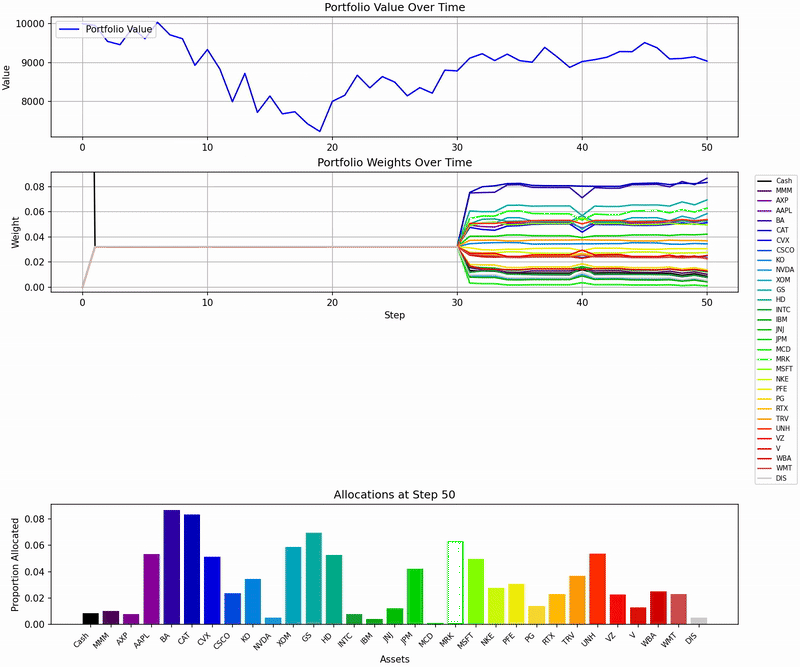 Portfolio Value Over Time
Value
10000
9000
8000
Portfolio Value
0 10 20 30 40 50
Portfolio Weights Over Time
Weight
0.08
0.06
0.04
0.02
0.00
0 10 20 30 40 50
Step
Cash
MMM
AXP
AAPL
BA
CAT
CVX
CSCO
KO
NVDA
XOM
GS
HD
INTC
IBM
JNJ
JPM
MCD
MRK
MSFT
NKE
PFE
PG
RTX
TRV
UNH
VZ
V
WBA
WMT
DIS
Allocations at Step 50
Proportion Allocated
0.08
0.06
0.04
0.02
0.00
Cash MMM AXP AAPL BA CAT CVX CSCO KO NVDA XOM GS HD INTC IBM JNJ JPM MCD MRK MSFT NKE PFE PG RTX TRV UNH VZ V WBA WMT DIS
Assets